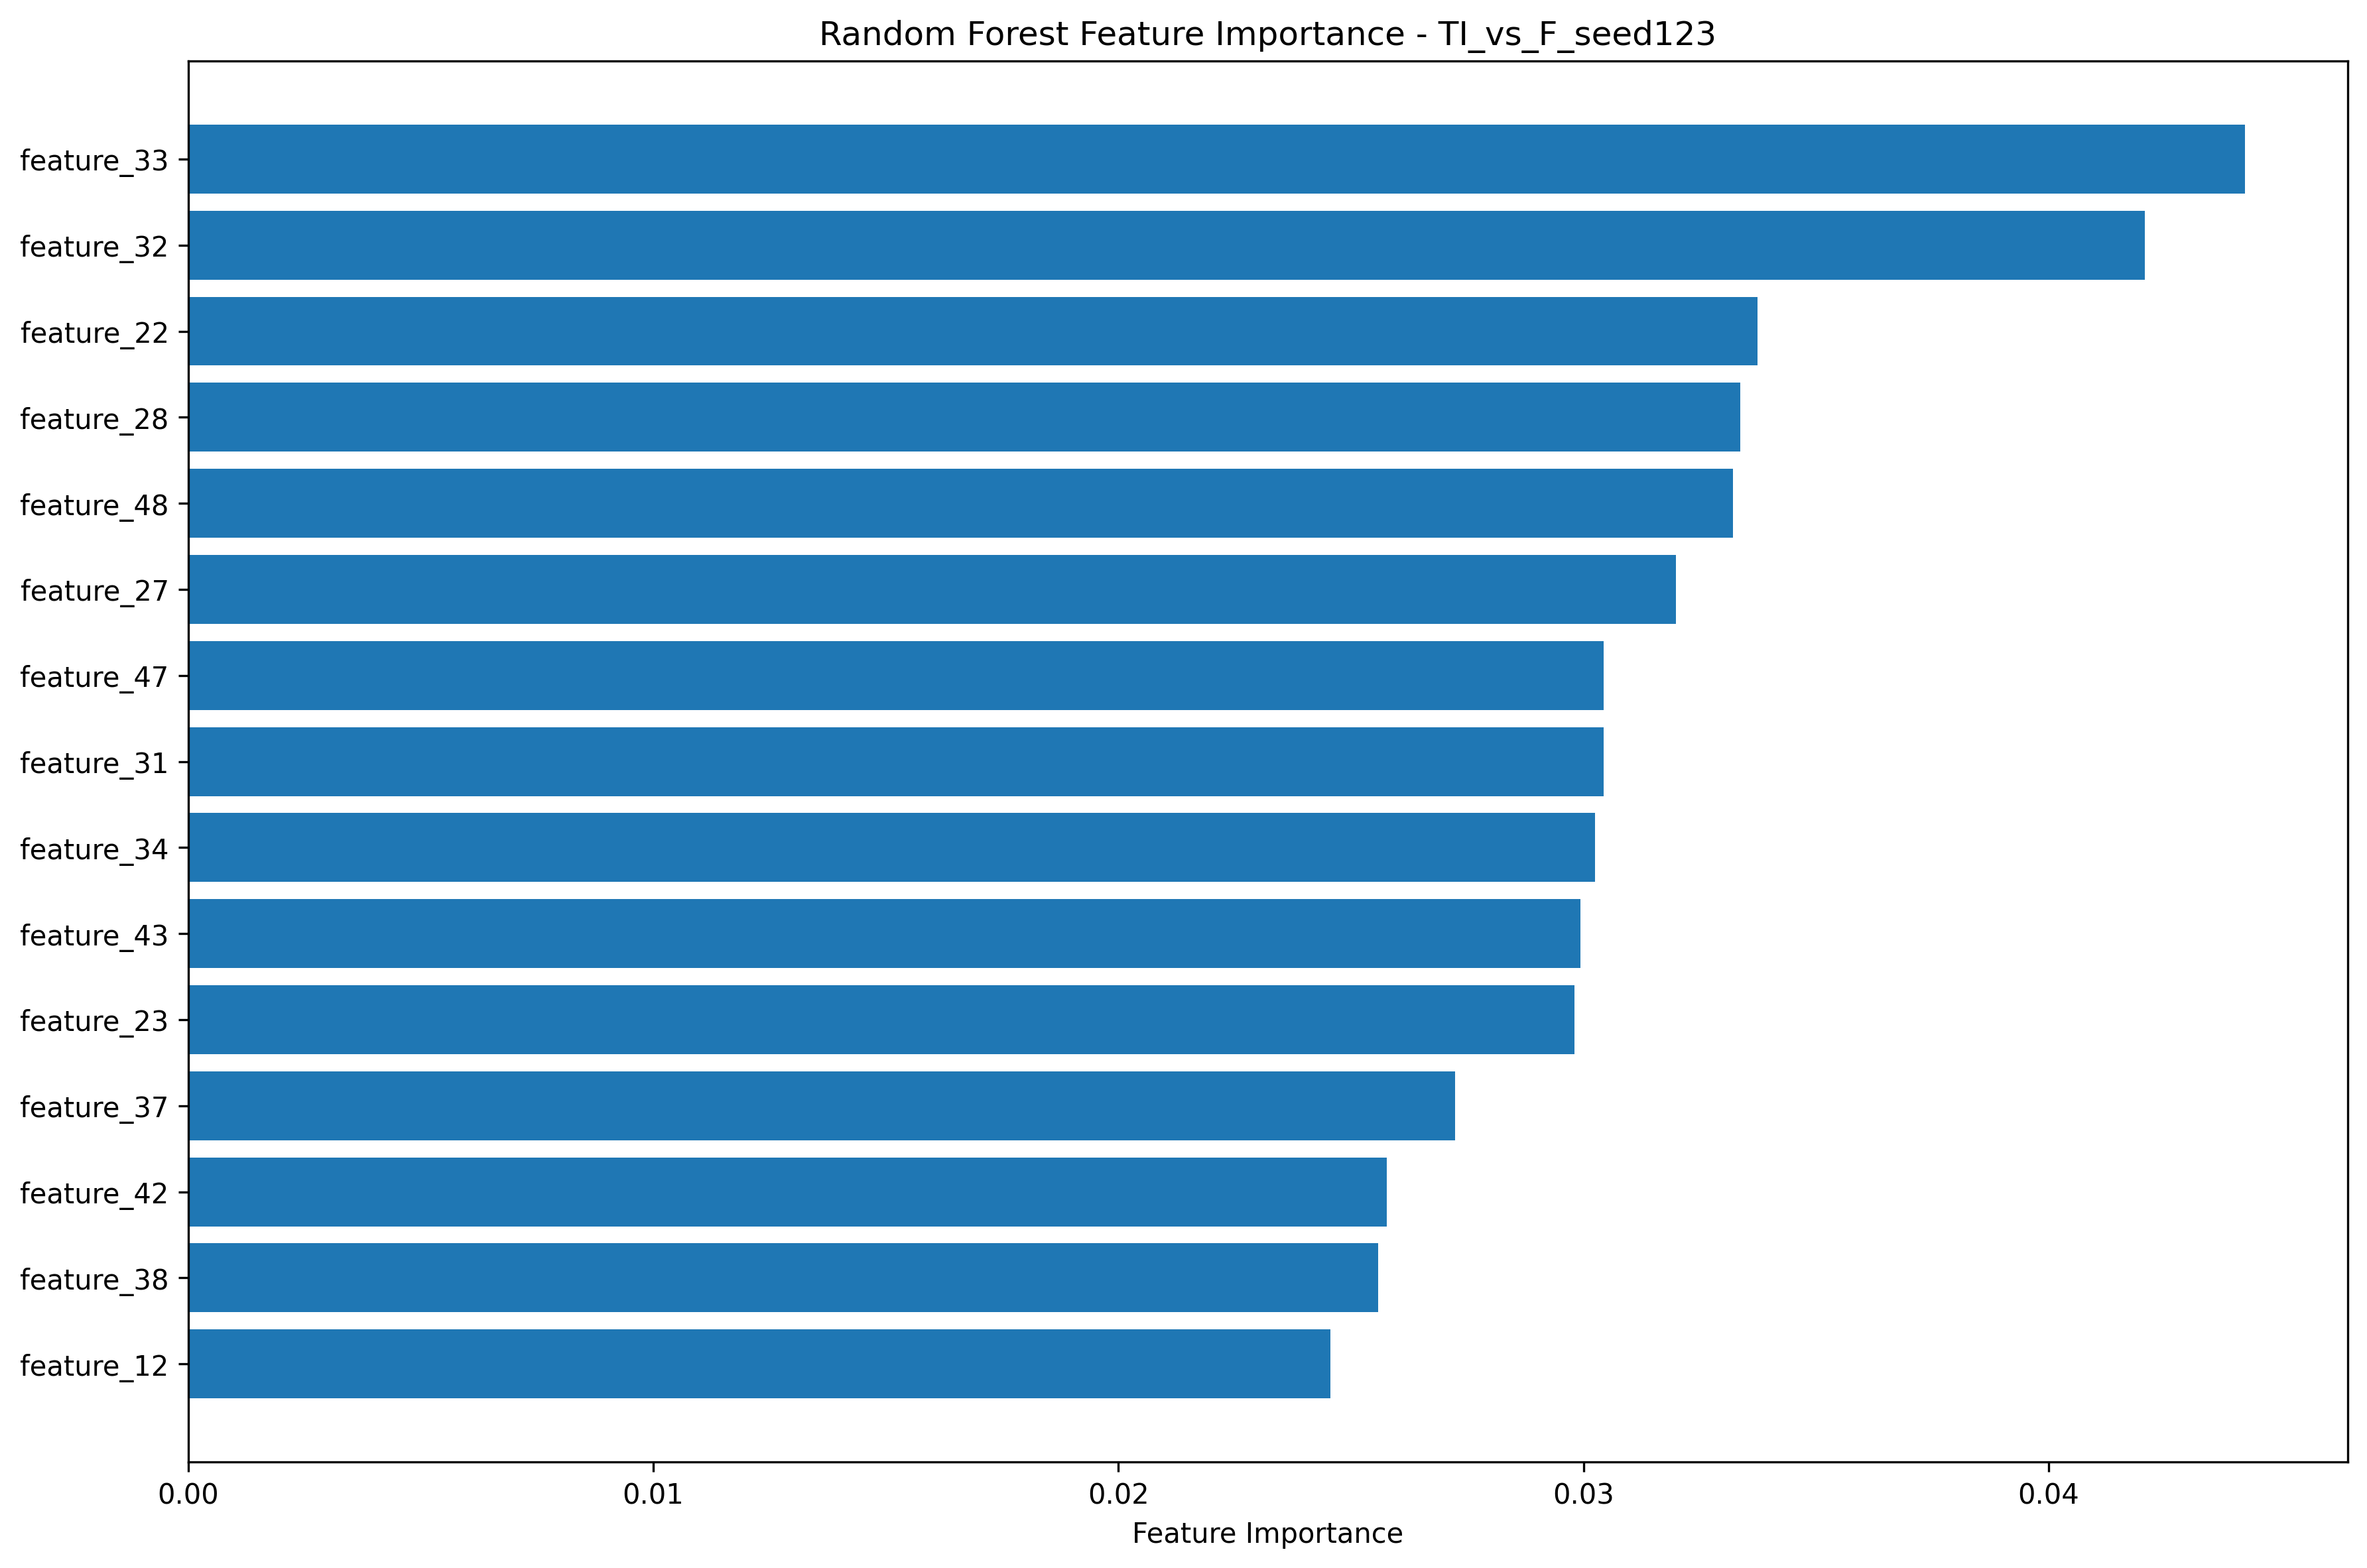 Random Forest Feature Importance - TI_vs_F_seed123
feature_33
feature_32
feature_22
feature_28
feature_48
feature_27
feature_47
feature_31
feature_34
feature_43
feature_23
feature_37
feature_42
feature_38
feature_12
0.00 0.01 0.02 0.03 0.04
Feature Importance